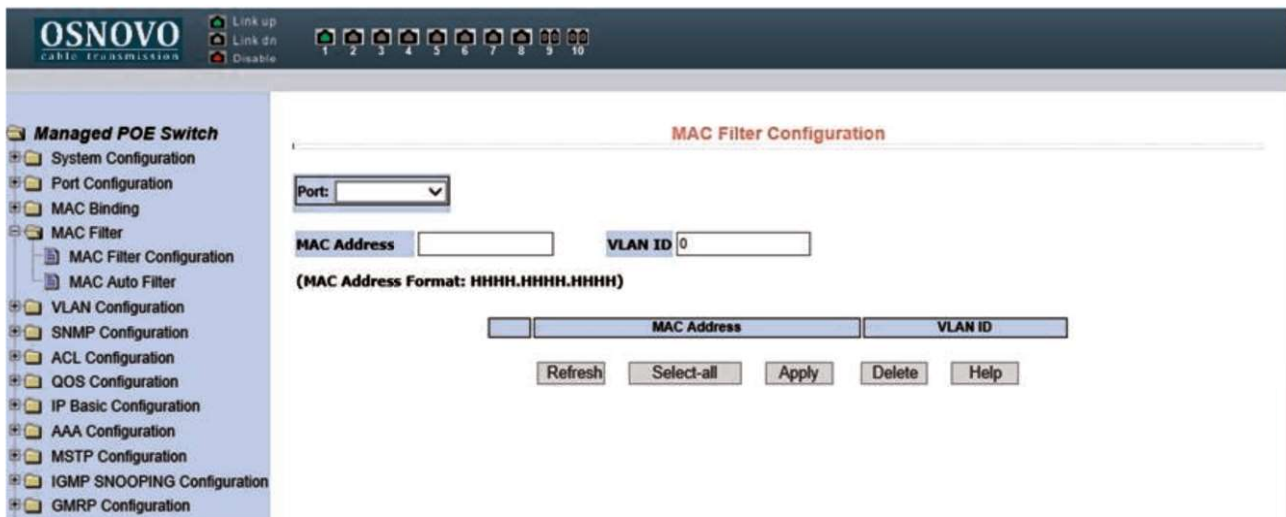 OSNOVO
cable transmission
Link up
Link dn
Disable
1 2 3 4 5 6 7 8 9 10
Managed POE Switch
System Configuration
Port Configuration
MAC Binding
MAC Filter
MAC Filter Configuration
MAC Auto Filter
VLAN Configuration
SNMP Configuration
ACL Configuration
QOS Configuration
IP Basic Configuration
AAA Configuration
MSTP Configuration
IGMP SNOOPING Configuration
GMRP Configuration
MAC Filter Configuration
Port:
MAC Address VLAN ID 0
(MAC Address Format: HHHH.HHHH.HHHH)
MAC Address VLAN ID
Refresh Select-all Apply Delete Help